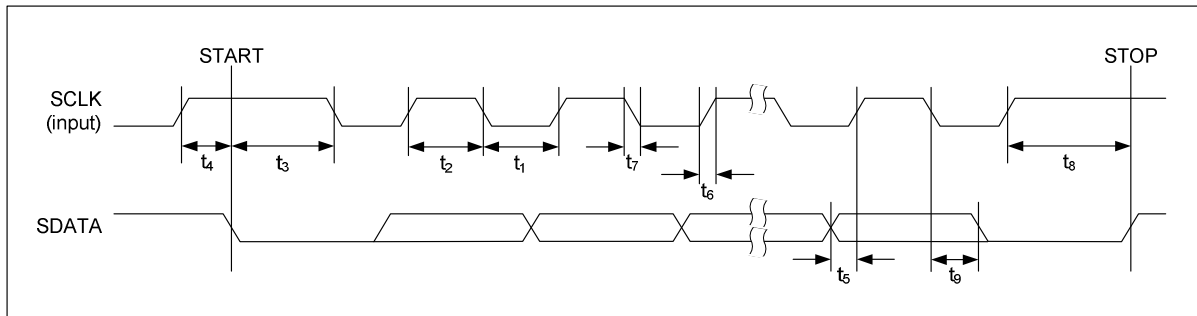 START
STOP
SCLK
(input)
t4
t3
t2
t1
t7
t6
t8
SDATA
t5
t9